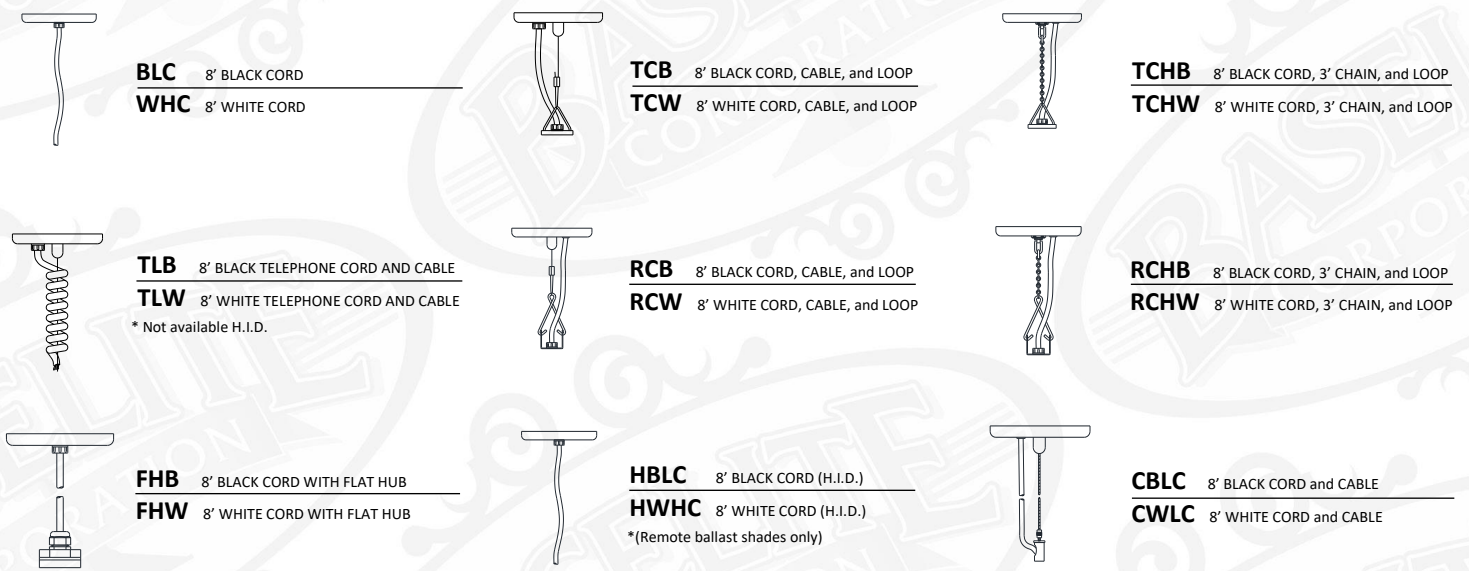 BLC 8’ BLACK CORD
WHC 8’ WHITE CORD
TCB 8’ BLACK CORD, CABLE, and LOOP
TCW 8’ WHITE CORD, CABLE, and LOOP
TCHB 8’ BLACK CORD, 3’ CHAIN, and LOOP
TCHW 8’ WHITE CORD, 3’ CHAIN, and LOOP
TLB 8’ BLACK TELEPHONE CORD AND CABLE
TLW 8’ WHITE TELEPHONE CORD AND CABLE
* Not available H.I.D.
RCB 8’ BLACK CORD, CABLE, and LOOP
RCW 8’ WHITE CORD, CABLE, and LOOP
RCHB 8’ BLACK CORD, 3’ CHAIN, and LOOP
RCHW 8’ WHITE CORD, 3’ CHAIN, and LOOP
FHB 8’ BLACK CORD WITH FLAT HUB
FHW 8’ WHITE CORD WITH FLAT HUB
HBLC 8’ BLACK CORD (H.I.D.)
HWHC 8’ WHITE CORD (H.I.D.)
*(Remote ballast shades only)
CBLC 8’ BLACK CORD and CABLE
CWLC 8’ WHITE CORD and CABLE